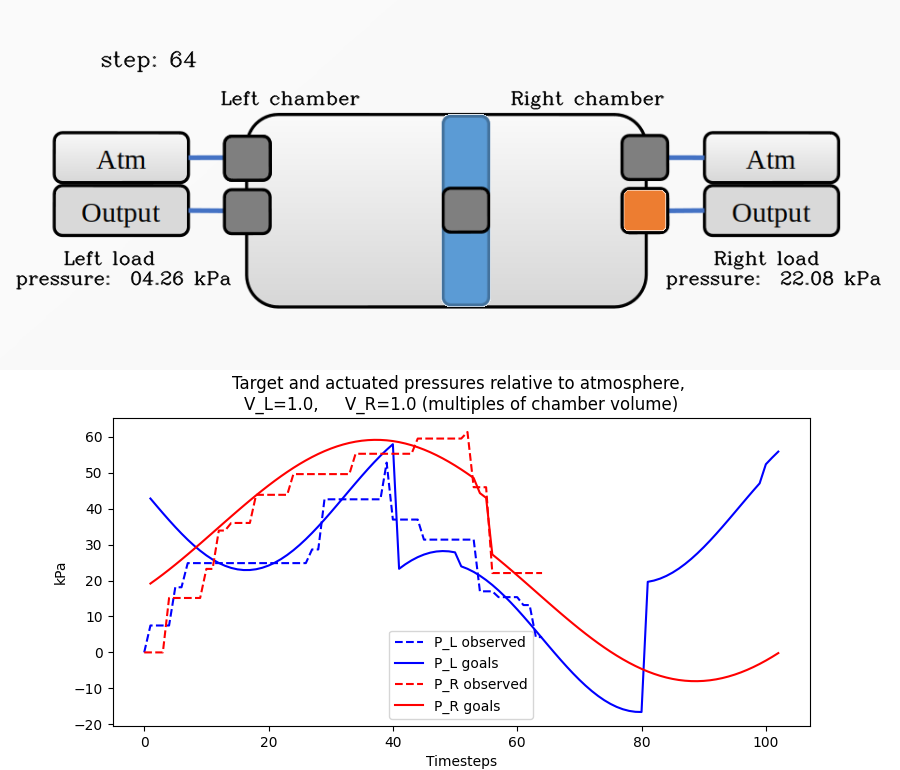 step: 64
Left chamber
Right chamber
Atm
Atm
Output
Output
Left load
pressure: 04.26 kPa
Right load
pressure: 22.08 kPa
Target and actuated pressures relative to atmosphere,
V_L=1.0, V_R=1.0 (multiples of chamber volume)
60
50
40
30
20
10
0
−10
−20
kPa
P_L observed
P_L goals
P_R observed
P_R goals
0 20 40 60 80 100
Timesteps